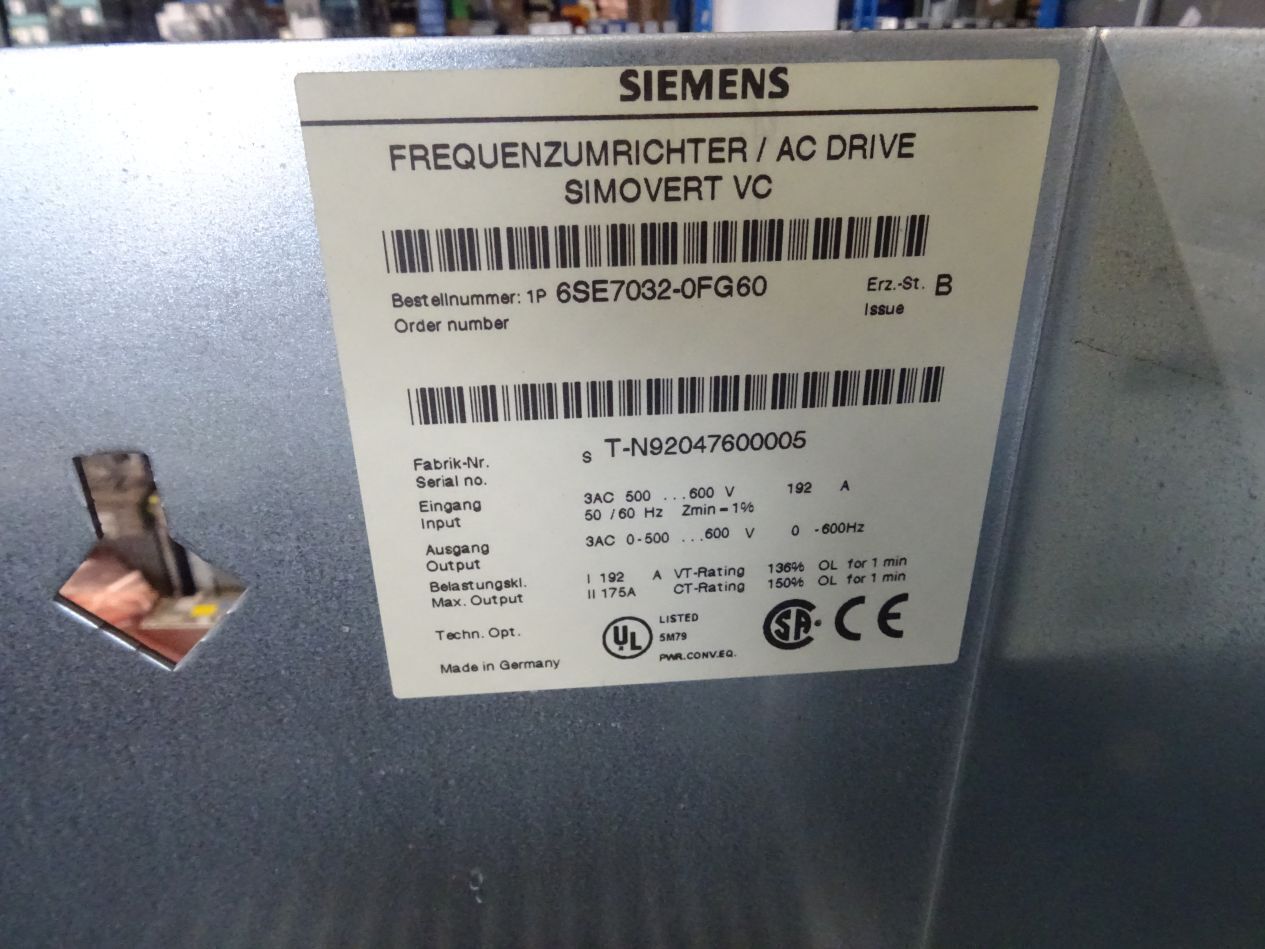 SIEMENS
FREQUENZUMRICHTER / AC DRIVE
SIMOVERT VC
Bestellnummer: 1P 6SE7032-0FG60 Erz.-St. B
Order number Issue
Fabrik-Nr. S T-N92047600005
Serial no.
Eingang 3AC 500 ...600 V 192 A
Input 50 / 60 Hz Zmin=1%
Ausgang 3AC 0-500 ...600 V 0 -600Hz
Output
Belastungskl. I 192 A VT-Rating 136% OL for 1 min
Max. Output II 175A CT-Rating 150% OL for 1 min
Techn. Opt. UL LISTED SA CE
5M79
PWR.CONV.EQ.
Made in Germany